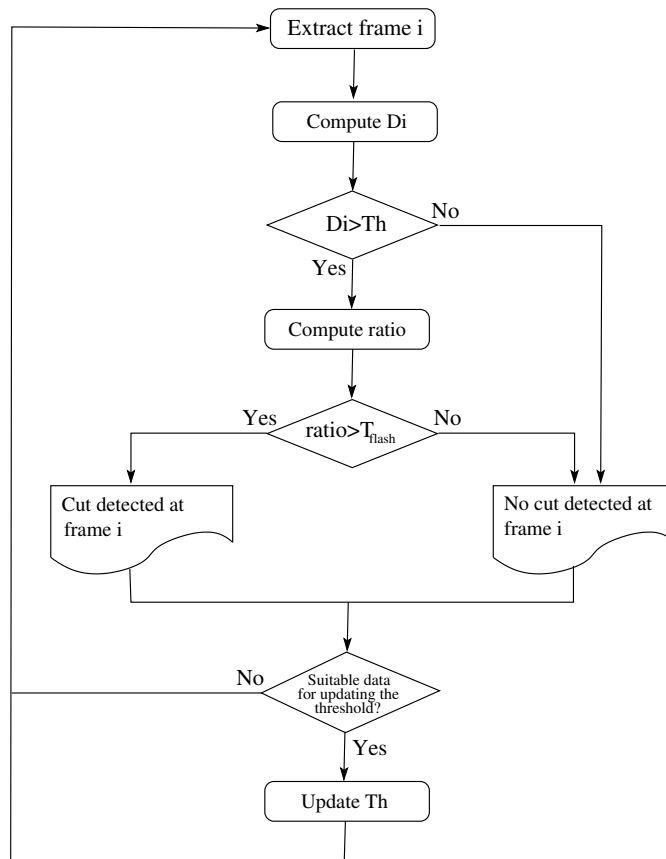 Extract frame i
Compute Di
Di>Th
No
Yes
Compute ratio
Yes
ratio>Tflash
No
Cut detected at
frame i
No cut detected at
frame i
No
Suitable data
for updating the
threshold?
Yes
Update Th